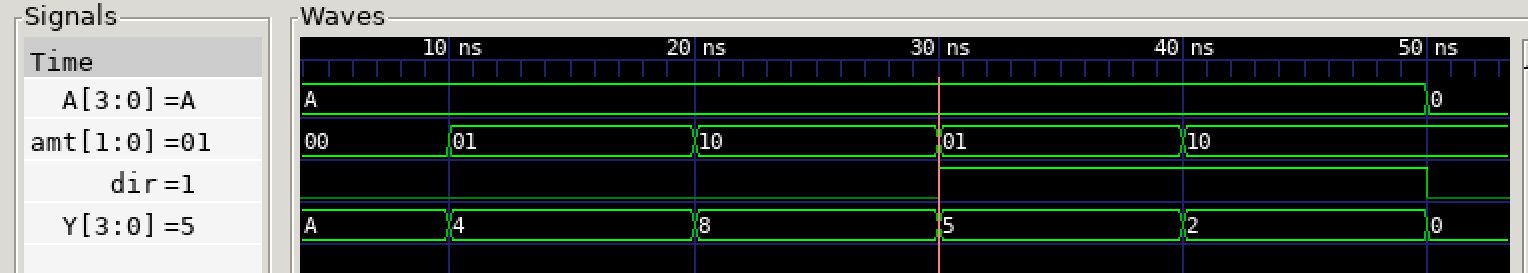 Signals
Waves
Time
10 ns 20 ns 30 ns 40 ns 50 ns
A[3:0]=A
A 0
amt[1:0]=01
00 01 10 01 10
dir=1
Y[3:0]=5
A 4 8 5 2 0